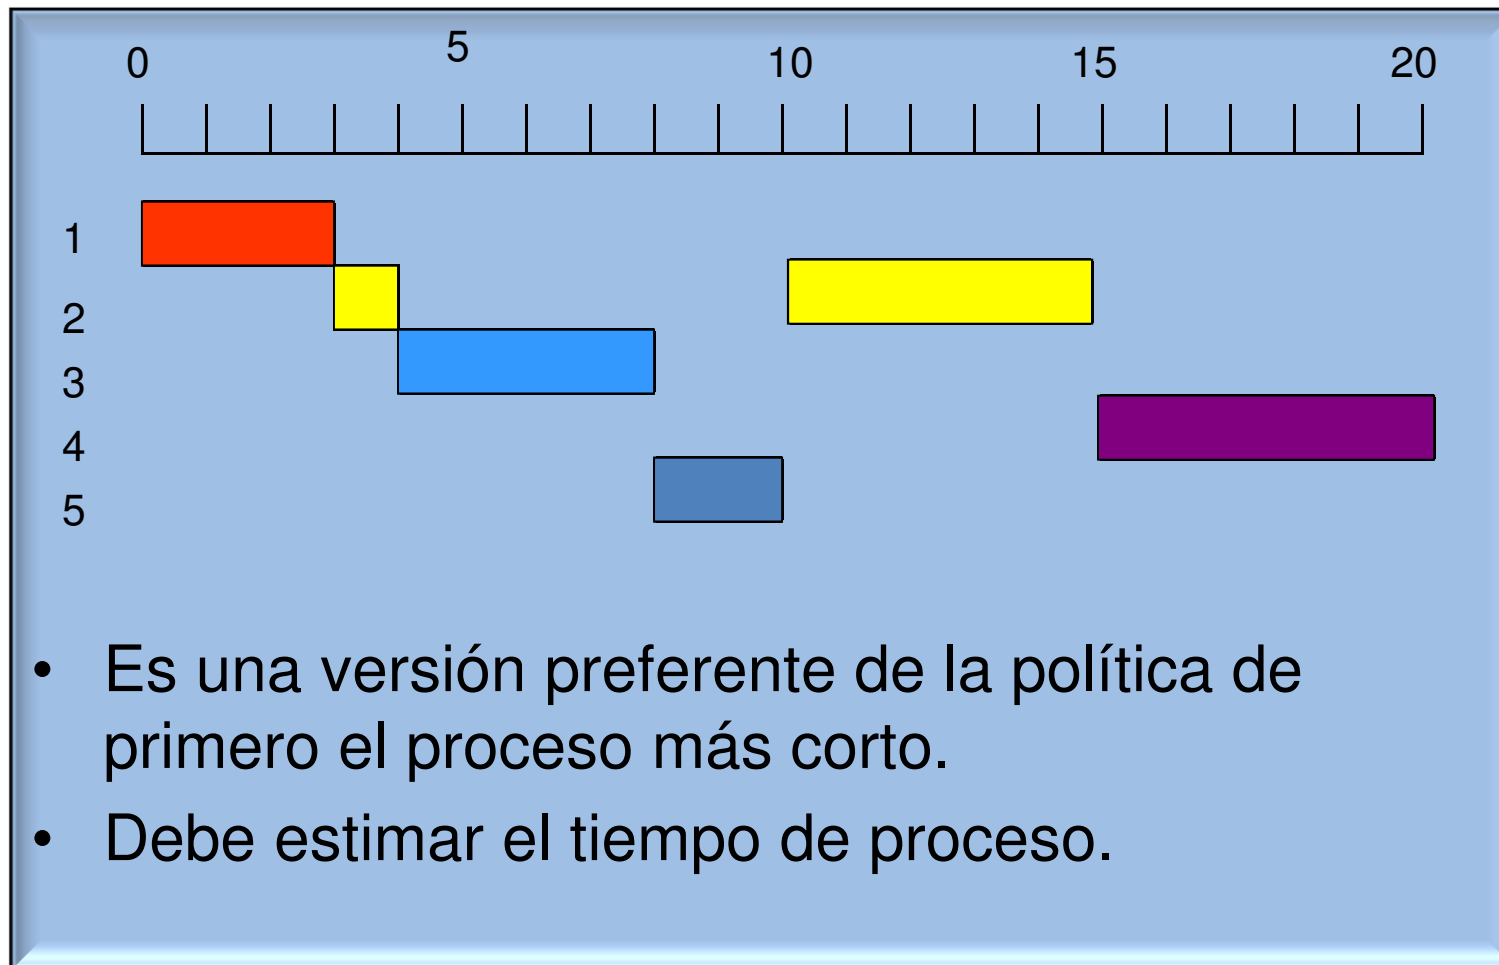 0 5 10 15 20
1
2
3
4
5
• Es una versión preferente de la política de
primero el proceso más corto.
• Debe estimar el tiempo de proceso.